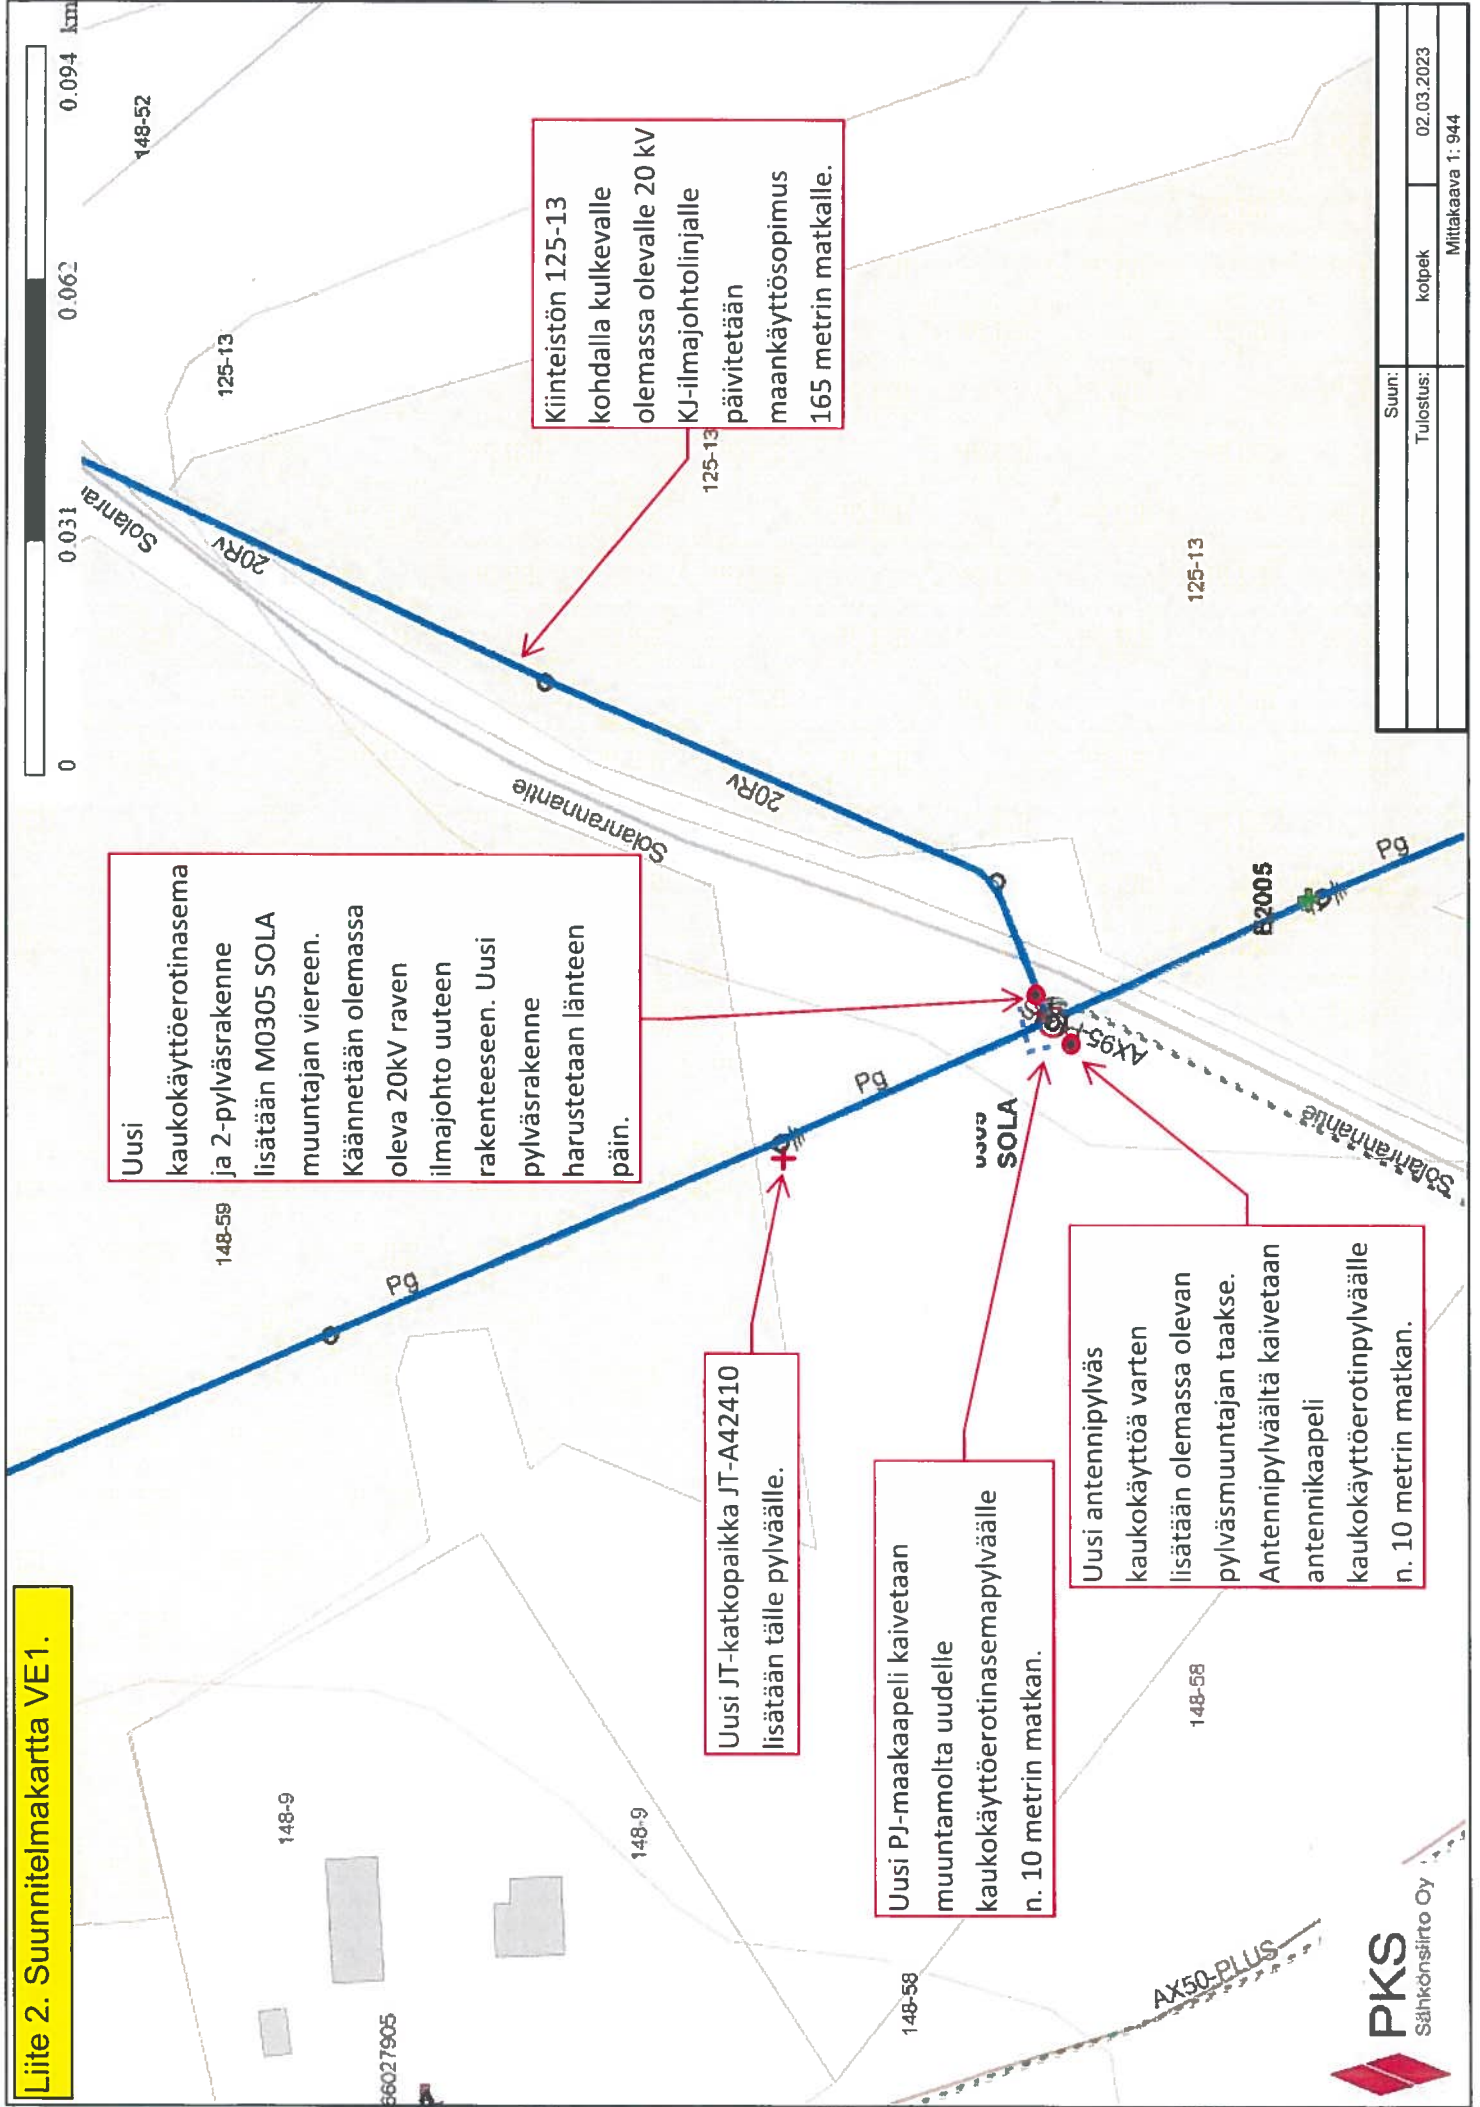 Liite 2. Suunnitelmakartta VE1.
0
0.031
0.062
0.094 km
148-52
125-13
148-59
Uusi
kaukokäyttöerotinasema
ja 2-pylväsrakenne
lisätään M0305 SOLA
muuntajan viereen.
Käännetään olemassa
oleva 20kV raven
ilmajohto uuteen
rakenteeseen. Uusi
pylväsrakenne
harustetaan länteen
päin.
Kiinteistön 125-13
kohdalla kulkevalle
olemassa olevalle 20 kV
KJ-ilmajohtolinjalle
päivitetään
maankäyttösopimus
165 metrin matkalle.
125-13
125-13
20Rv
20Rv
Solanrannantie
Solanrannantie
Pg
Pg
Pg
148-9
148-9
66027905
Uusi JT-katkopaikka JT-A42410
lisätään tälle pylväälle.
SOLA
E2005
Uusi PJ-maakaapeli kaivetaan
muuntamolta uudelle
kaukokäyttöerotinasemapylväälle
n. 10 metrin matkan.
Uusi antennipylväs
kaukokäyttöä varten
lisätään olemassa olevan
pylväsmuuntajan taakse.
Antennipylväältä kaivetaan
antennikaapeli
kaukokäyttöerotinpylväälle
n. 10 metrin matkan.
148-58
148-58
AX50-PLUS
PKS
Sähkönsiirto Oy
Suun:
Tulostus:
kotpek
02.03.2023
Mittakaava 1: 944